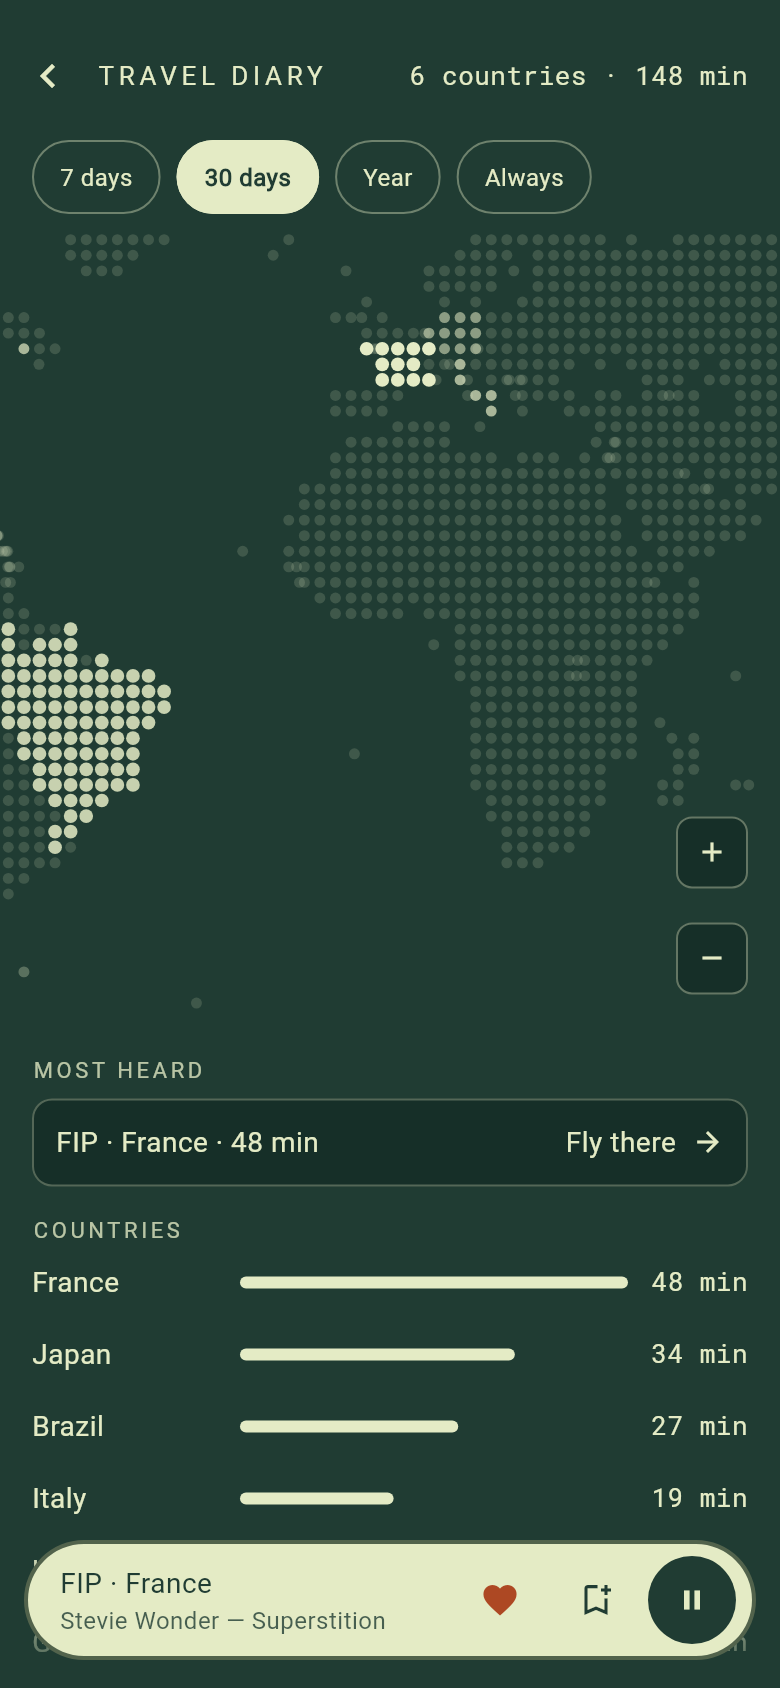 TRAVEL DIARY 6 countries · 148 min
7 days 30 days Year Always
MOST HEARD
FIP · France · 48 min Fly there →
COUNTRIES
France 48 min
Japan 34 min
Brazil 27 min
Italy 19 min
FIP · France
Stevie Wonder — Superstition